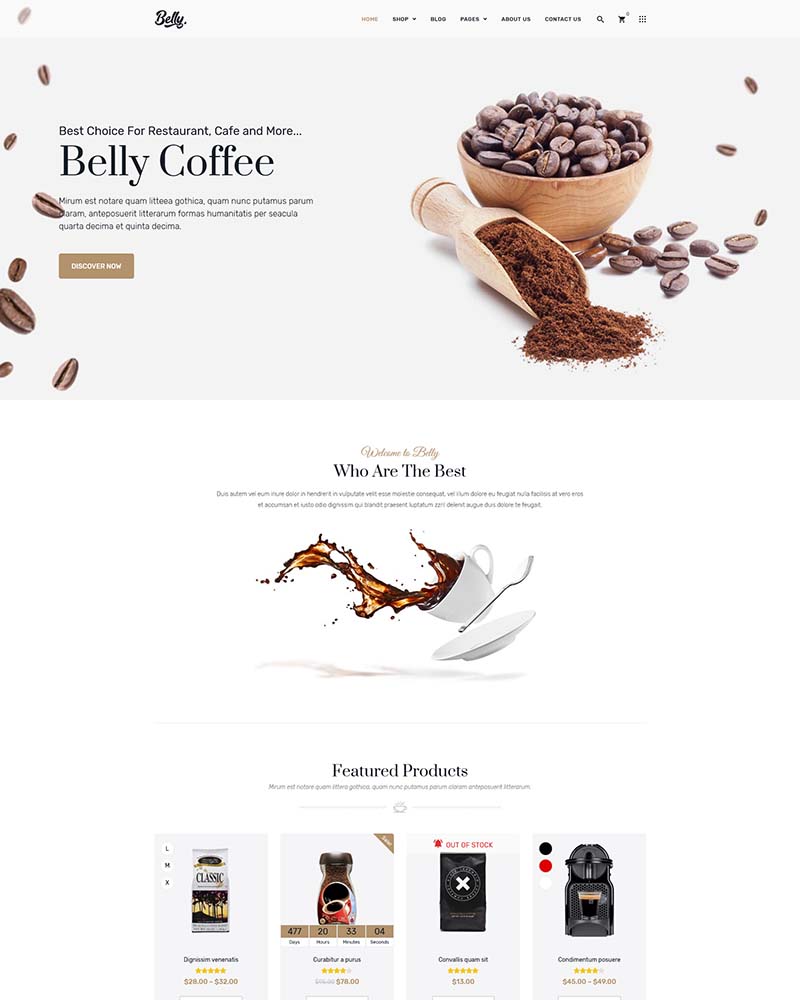 Belly.
HOME SHOP BLOG PAGES ABOUT US CONTACT US 0
Best Choice For Restaurant, Cafe and More...
Belly Coffee
Mirum est notare quam litteea gothica, quam nunc putamus parum
claram, anteposuerit litterarum formas humanitatis per seacula
quarta decima et quinta decima.
DISCOVER NOW
Welcome to Belly
Who Are The Best
Duis autem vel eum iriure dolor in hendrerit in vulputate velit esse molestie consequat, vel illum dolore eu feugiat nulla facilisis at vero eros
et accumsan et iusto odio dignissim qui blandit praesent luptatum zzril delenit augue duis dolore te feugait.
Featured Products
Mirum est notare quam littera gothica, quam nunc putamus parum claram anteposuerit litterarum.
L
M
X
CLASSIC
Sale!
477 20 33 04
Days Hours Minutes Seconds
OUT OF STOCK
Dignissim venenatis
$28.00 – $32.00
Curabitur a purus
$95.00 $78.00
Convallis quam sit
$13.00
Condimentum posuere
$45.00 – $49.00